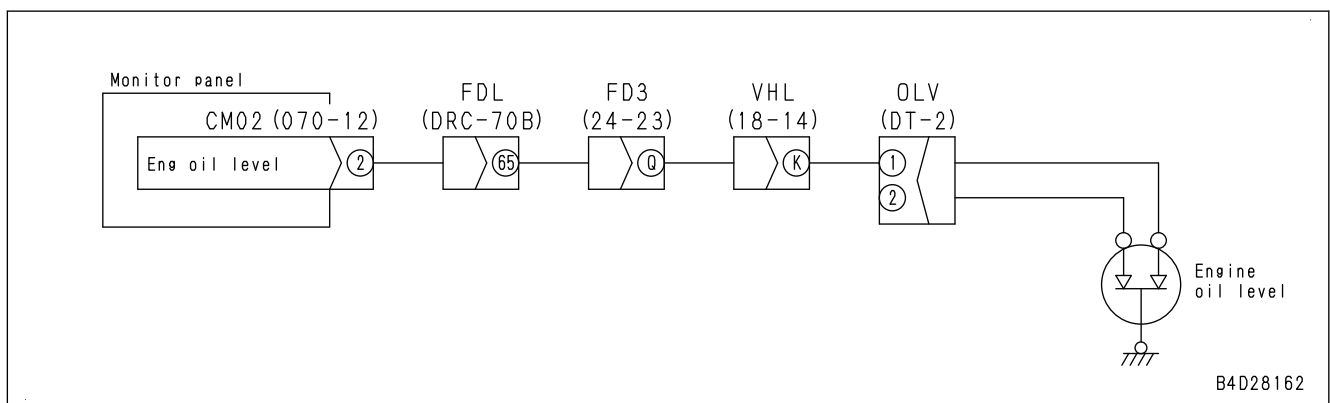 Monitor panel
CM02 (070-12)
Eng oil level
2
FDL
(DRC-70B)
65
FD3
(24-23)
Q
VHL
(18-14)
K
OLV
(DT-2)
1
2
Engine
oil level
B4D28162